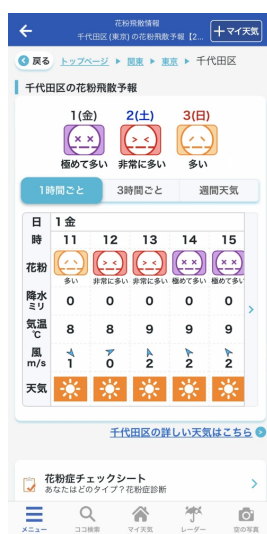 花粉飛散情報
千代田区(東京)の花粉飛散予報【2...
+マイ天気
戻る トップページ ▶ 関東 ▶ 東京 ▶ 千代田区
千代田区の花粉飛散予報
1(金) 2(土) 3(日)
極めて多い 非常に多い 多い
1時間ごと 3時間ごと 週間天気
日 1 金
時 11 12 13 14 15
花粉 多い 非常に多い 非常に多い 極めて多い 極めて多い
降水 0 0 0 0 0
ミリ
気温 8 8 9 9 9
℃
風 1 0 2 2 2
m/s
天気
千代田区の詳しい天気はこちら
花粉症チェックシート
あなたはどのタイプ?花粉症診断
メニュー ココ検索 マイ天気 レーダー 空の写真